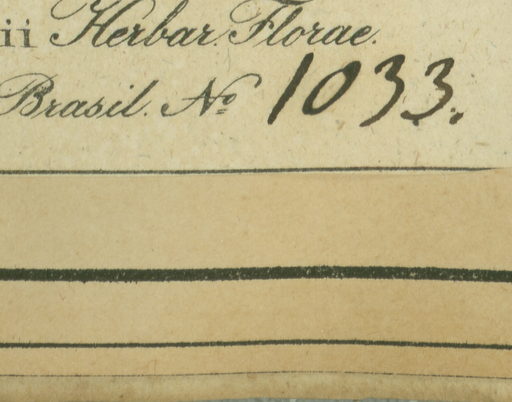 ii Herbar. Florae.
Brasil. No 1033.